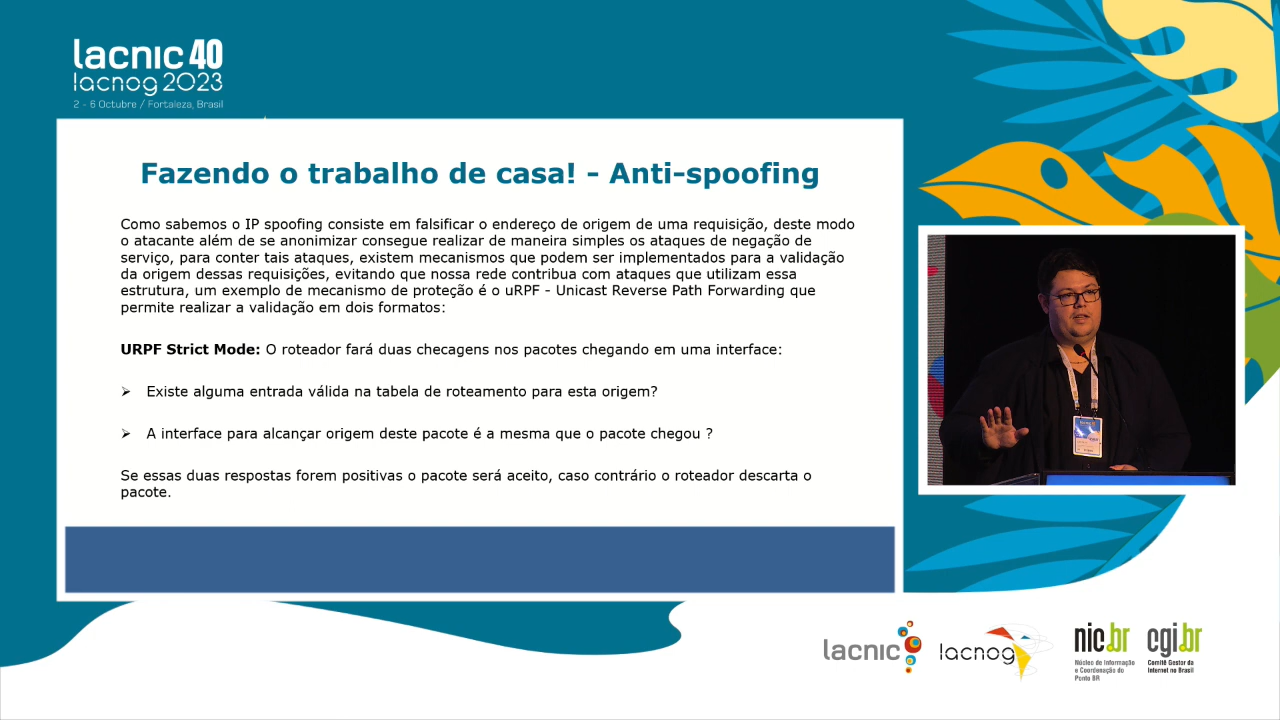 lacnic 40
lacnog 2023
2 - 6 Octubre / Fortaleza, Brasil
Fazendo o trabalho de casa! - Anti-spoofing
Como sabemos o IP spoofing consiste em falsificar o endereço de origem de uma requisição, deste modo
o atacante além de se anonimizar consegue realizar de maneira simples os ataques de negação de
serviço, para conter tais ataques, existem mecanismos que podem ser implementados para a validação
da origem dessas requisições, evitando que nossa rede contribua com ataques que utilizam essa
estrutura, um exemplo de mecanismo de proteção é o URPF - Unicast Reverse Path Forwarding que
permite realizar a validação em dois formatos:
URPF Strict Mode: O roteador fará duas checagens nos pacotes chegando em uma interface:
Existe alguma entrada válida na tabela de roteamento para esta origem?
A interface para alcançar origem deste pacote é a mesma que o pacote chegou ?
Se essas duas respostas forem positivas o pacote será aceito, caso contrário o roteador descarta o
pacote.
lacnic
lacnog
nic.br
Núcleo de Informação
e Coordenação do
Ponto BR
cgi.br
Comitê Gestor da
Internet no Brasil